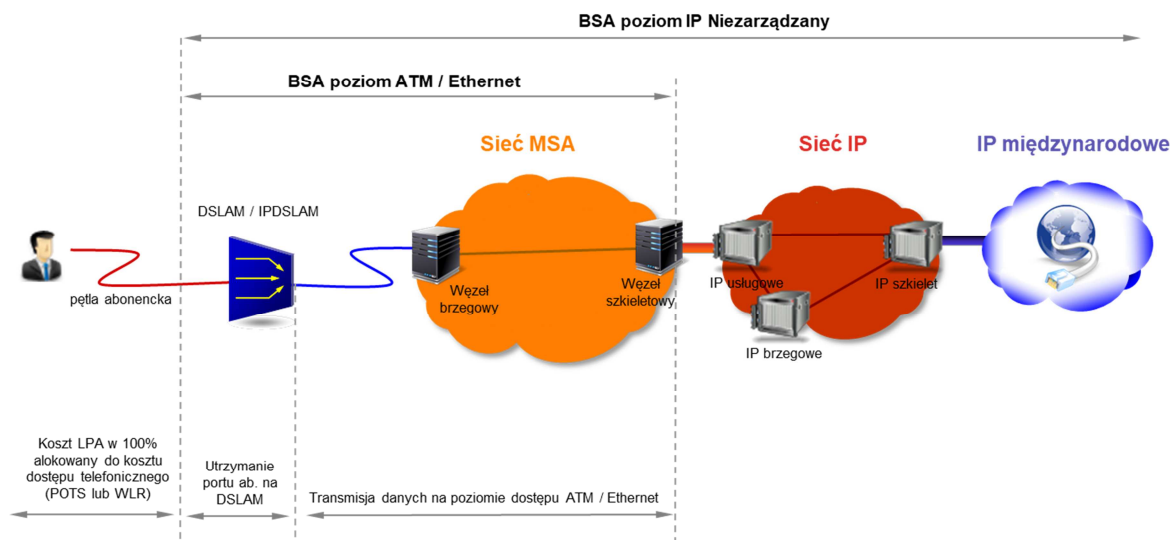 BSA poziom IP Niezarządzany
BSA poziom ATM / Ethernet
Sieć MSA
Sieć IP
IP międzynarodowe
DSLAM / IPDSLAM
pętla abonencka
Węzeł
brzegowy
Węzeł
szkieletowy
IP usługowe
IP szkielet
IP brzegowe
Koszt LPA w 100%
alokowany do kosztu
dostępu telefonicznego
(POTS lub WLR)
Utrzymanie
portu ab. na
DSLAM
Transmisja danych na poziomie dostępu ATM / Ethernet